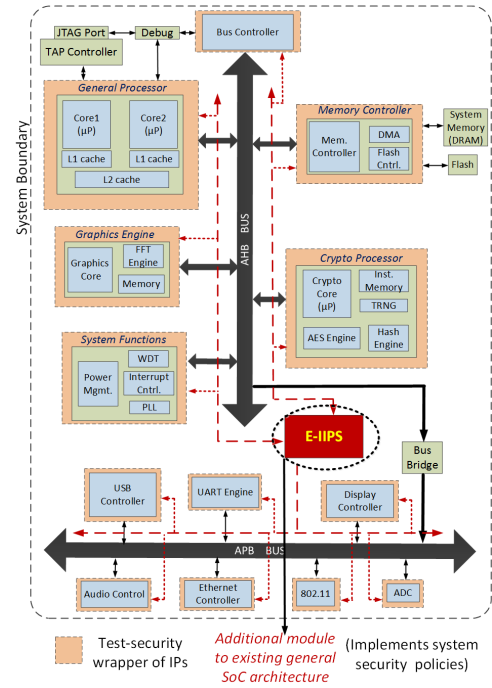 JTAG Port
Debug
Bus Controller
TAP Controller
General Processor
Core1
(μP)
Core2
(μP)
L1 cache
L1 cache
L2 cache
Memory Controller
Mem.
Controller
DMA
Flash
Cntrl.
System
Memory
(DRAM)
Flash
System Boundary
AHB BUS
Graphics Engine
Graphics
Core
FFT
Engine
Memory
Crypto Processor
Crypto
Core
(μP)
Inst.
Memory
TRNG
AES Engine
Hash
Engine
System Functions
Power
Mgmt.
WDT
Interrupt
Cntrl.
PLL
E-IIPS
Bus
Bridge
USB
Controller
UART Engine
Display
Controller
APB BUS
Audio Control
Ethernet
Controller
802.11
ADC
Test-security
wrapper of IPs
Additional module
to existing general
SoC architecture
(Implements system
security policies)